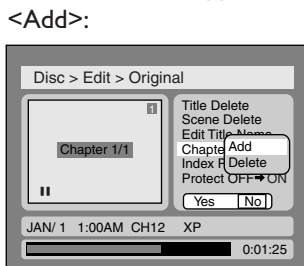 <Add>:
Disc > Edit > Original
1
Chapter 1/1
Title Delete
Scene Delete
Edit Title Name
Chapte
Add
Index
Delete
Protect OFF➡ON
Yes No
JAN/ 1 1:00AM CH12 XP
0:01:25